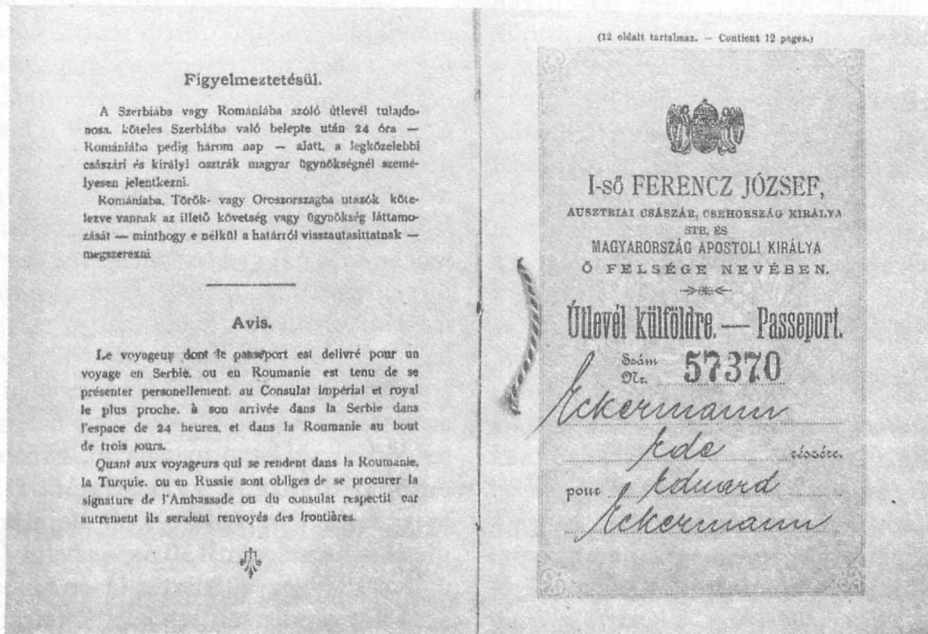 Figyelmeztetésül.
A Szerbiába vagy Romániába szóló útlevél tulajdo-
nosa, köteles Szerbiába való belepte után 24 óra —
Romániába pedig három nap — alatt, a legközelebbi
császári és királyi osztrák magyar ügynökségnél szemé-
lyesen jelentkezni.
Romániába, Török- vagy Oroszországba utazók köte-
lezve vannak az illető követség vagy ügynökség láttamo-
zását — minthogy e nélkül a határról visszautasittatnak —
megszerezni
Avis.
Le voyageur dont le passeport est delivré pour un
voyage en Serbie, ou en Roumanie est tenu de se
présenter personellement, au Consulat impérial et royal
le plus proche, à son arrivée dans la Serbie dans
l'espace de 24 heures, et dans la Roumanie au bout
de trois jours.
Quant aux voyageurs qui se rendent dans la Roumanie,
la Turquie, ou en Russie sont obliges de se procurer la
signature de l'Ambassade ou du consulat respectif car
autrement ils seraient renvoyés des frontières.
(12 oldalt tartalmaz. — Contient 12 pages.)
I-ső FERENCZ JÓZSEF,
AUSZTRIAI CSÁSZÁR, CSEHORSZÁG KIRÁLYA
STB. ÉS
MAGYARORSZÁG APOSTOLI KIRÁLYA
Ő FELSÉGE NEVÉBEN.
Útlevél külföldre. — Passeport.
Szám
Nr. 57370
Eckermann
Ede részére.
pour Eduard
Eckermann